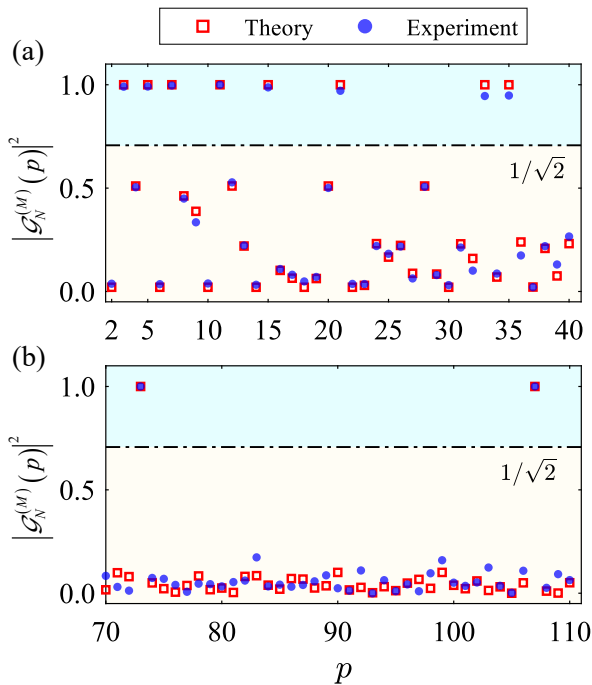 Theory Experiment
(a)
|𝒢_N^(M)(p)|²
1.0
0.5
0.0
1/√2
2 5 10 15 20 25 30 35 40
(b)
|𝒢_N^(M)(p)|²
1.0
0.5
0.0
1/√2
70 80 90 100 110
p